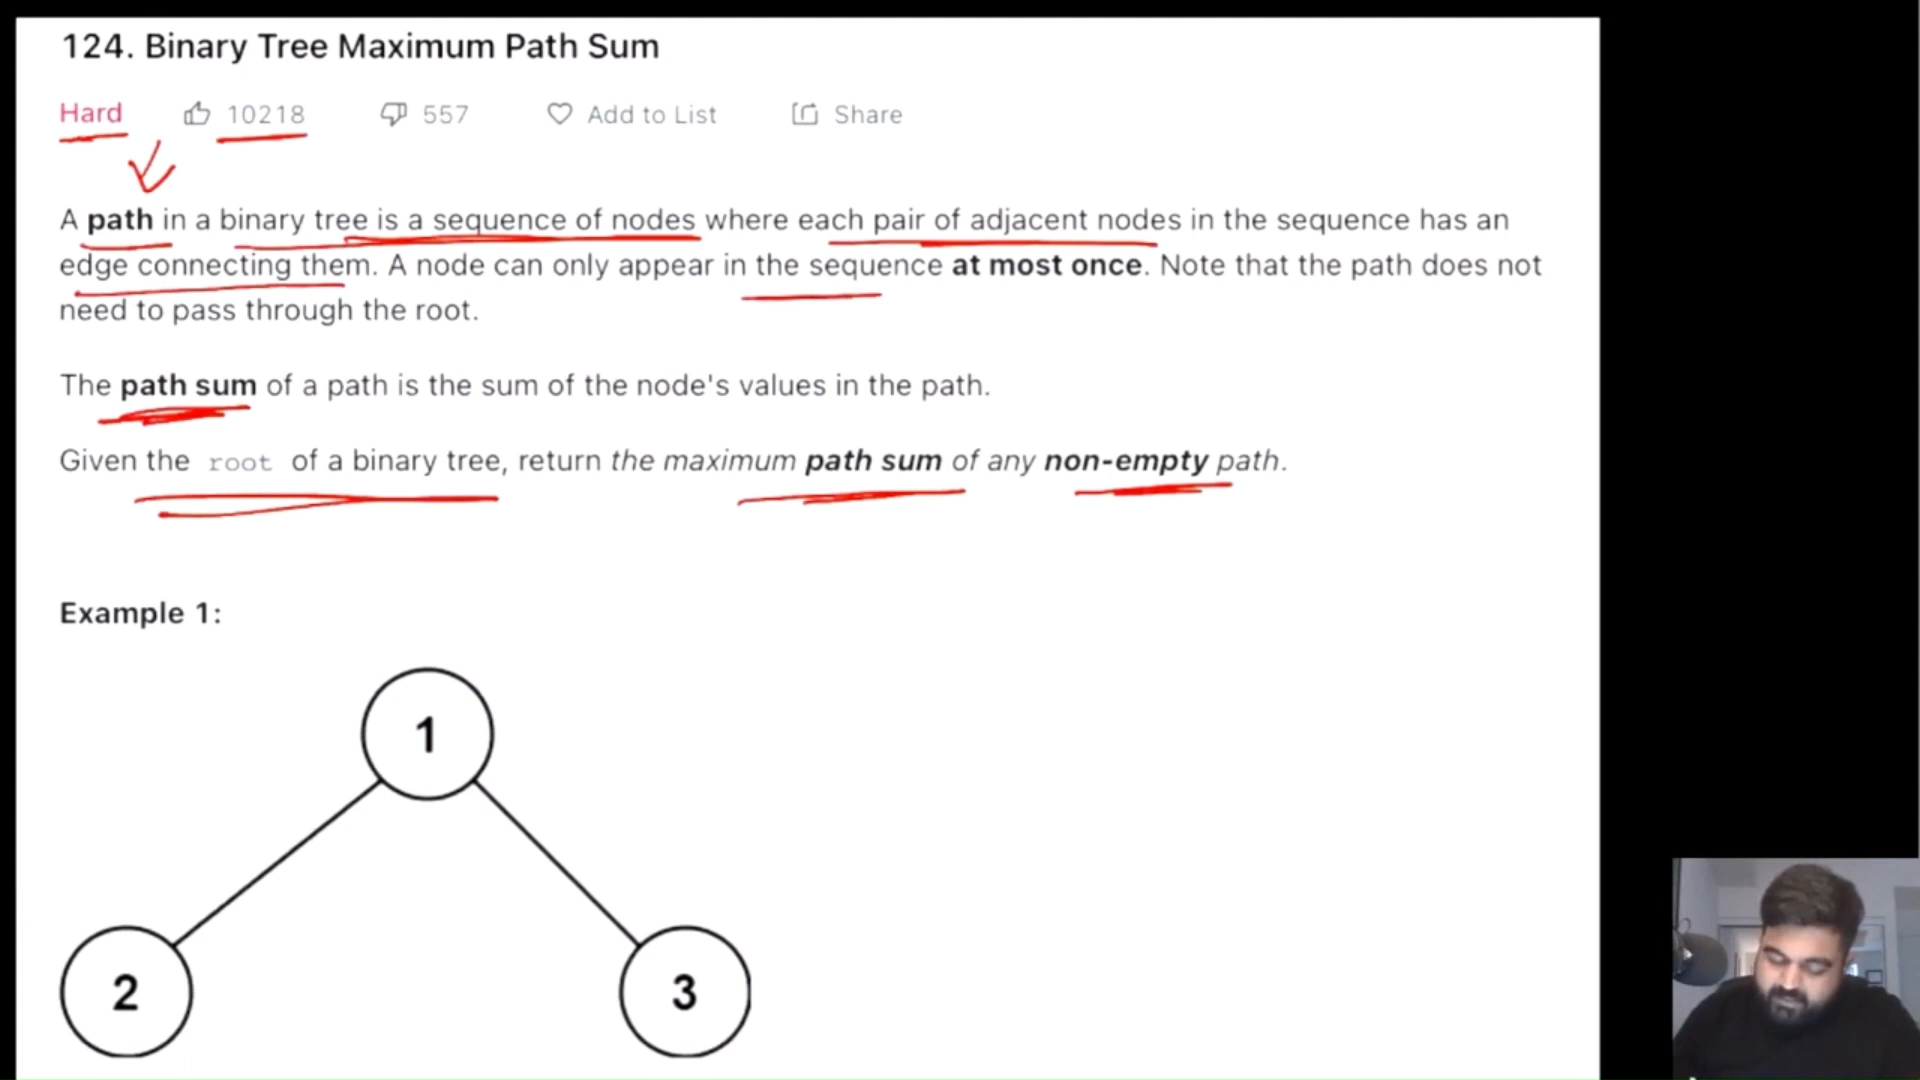 124. Binary Tree Maximum Path Sum
Hard 10218 557 Add to List Share
A path in a binary tree is a sequence of nodes where each pair of adjacent nodes in the sequence has an
edge connecting them. A node can only appear in the sequence at most once. Note that the path does not
need to pass through the root.
The path sum of a path is the sum of the node's values in the path.
Given the root of a binary tree, return the maximum path sum of any non-empty path.
Example 1:
1
2 3